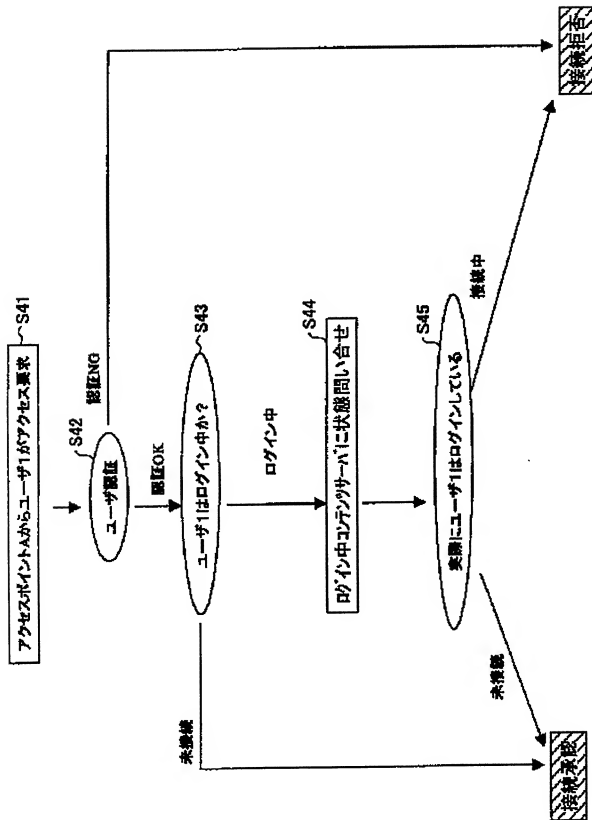 アクセスポイントAからユーザ1がアクセス要求
S41
ユーザ認証
S42
認証NG
認証OK
ユーザ1はログイン中か?
S43
未接続
ログイン中
ログイン中コンテンツサーバに状態問い合せ
S44
実際にユーザ1はログインしている
S45
未接続
接続中
接続承認
接続拒否